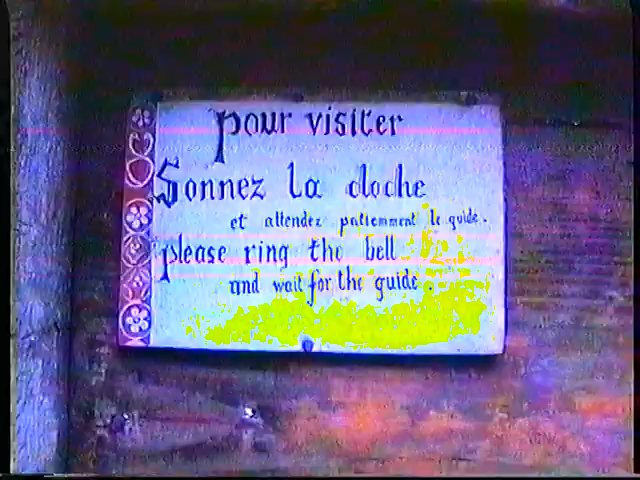 pour visiter
Sonnez la cloche
et attendez patiemment le guide.
please ring the bell
and wait for the guide.